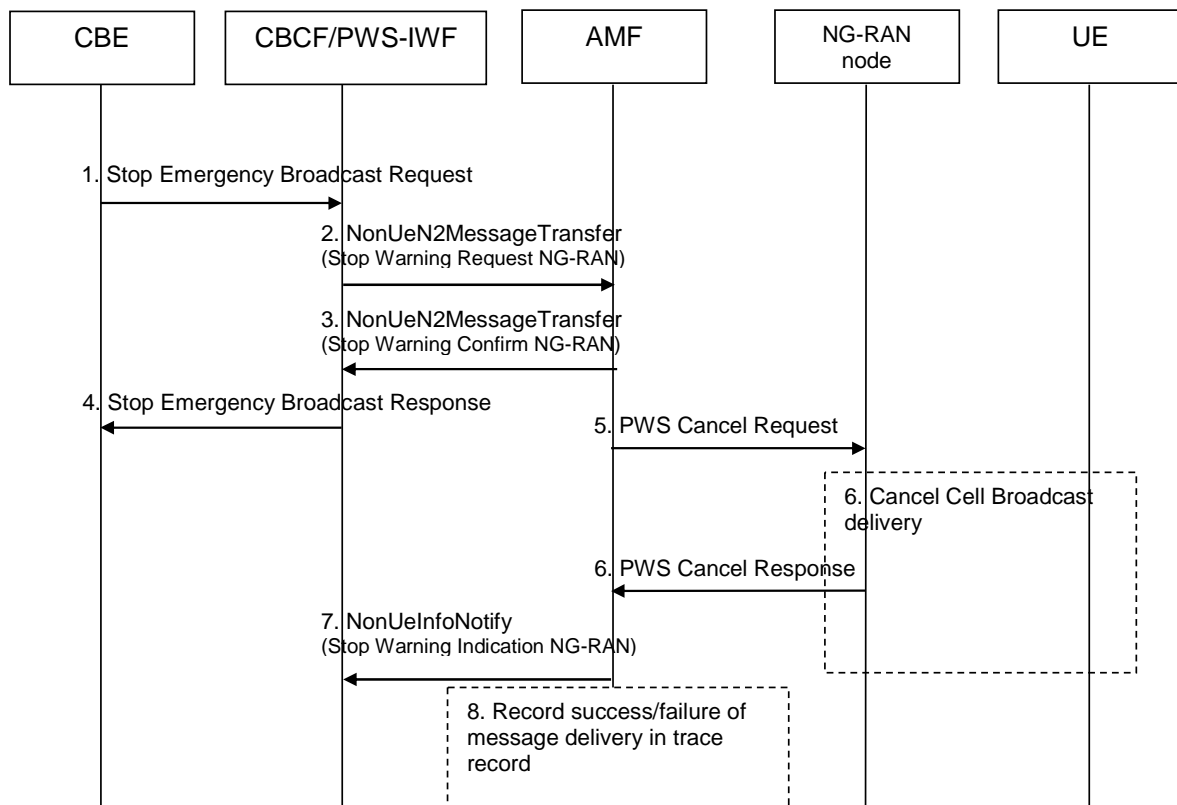 CBE
CBCF/PWS-IWF
AMF
NG-RAN
node
UE
1. Stop Emergency Broadcast Request
2. NonUeN2MessageTransfer
(Stop Warning Request NG-RAN)
3. NonUeN2MessageTransfer
(Stop Warning Confirm NG-RAN)
4. Stop Emergency Broadcast Response
5. PWS Cancel Request
6. Cancel Cell Broadcast
delivery
6. PWS Cancel Response
7. NonUeInfoNotify
(Stop Warning Indication NG-RAN)
8. Record success/failure of
message delivery in trace
record